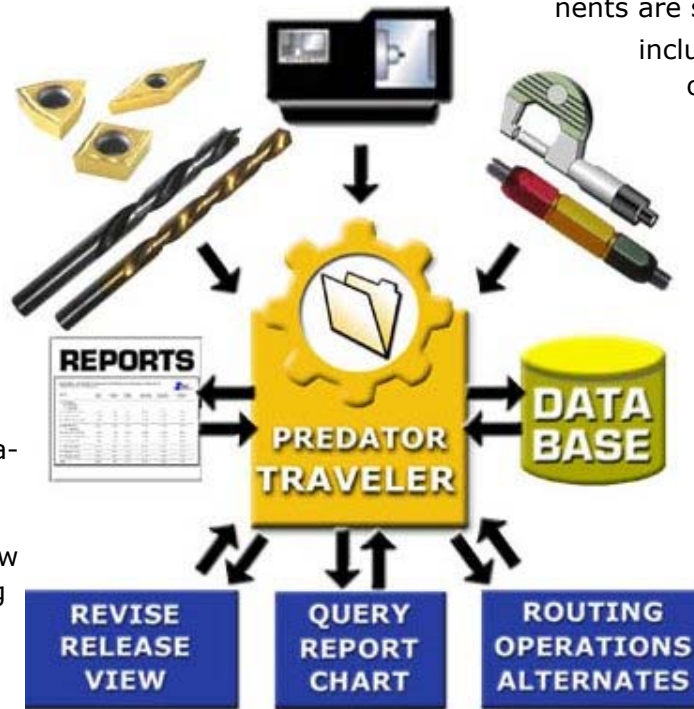 nents are s
inclu
REPORTS
PREDATOR
TRAVELER
DATA
BASE
a-
w
REVISE
RELEASE
VIEW
QUERY
REPORT
CHART
ROUTING
OPERATIONS
ALTERNATES